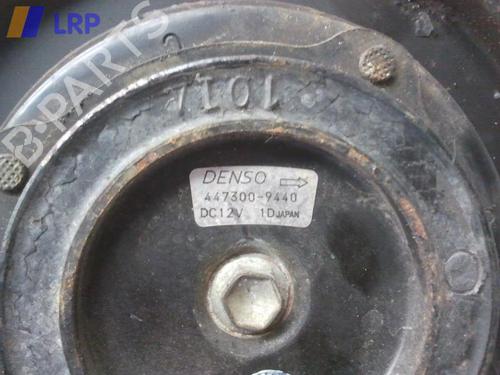 LRP
B-PARTS
7101
DENSO
447300-9440
DC12V 1D JAPAN